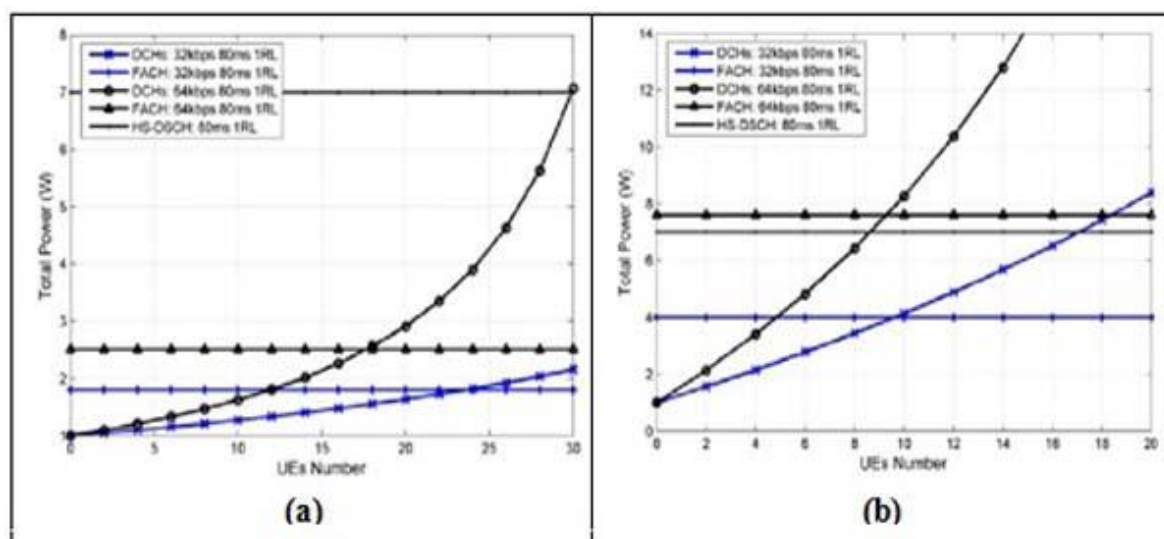 8
7
6
5
4
3
2
1
Total Power (W)
DCHs: 32kbps 80ms 1RL
FACH: 32kbps 80ms 1RL
DCHs: 64kbps 80ms 1RL
FACH: 64kbps 80ms 1RL
HS-DSCH: 80ms 1RL
0 5 10 15 20 25 30
UEs Number
(a)
14
12
10
8
6
4
2
0
Total Power (W)
DCHs: 32kbps 80ms 1RL
FACH: 32kbps 80ms 1RL
DCHs: 64kbps 80ms 1RL
FACH: 64kbps 80ms 1RL
HS-DSCH: 80ms 1RL
0 2 4 6 8 10 12 14 16 18 20
UEs Number
(b)